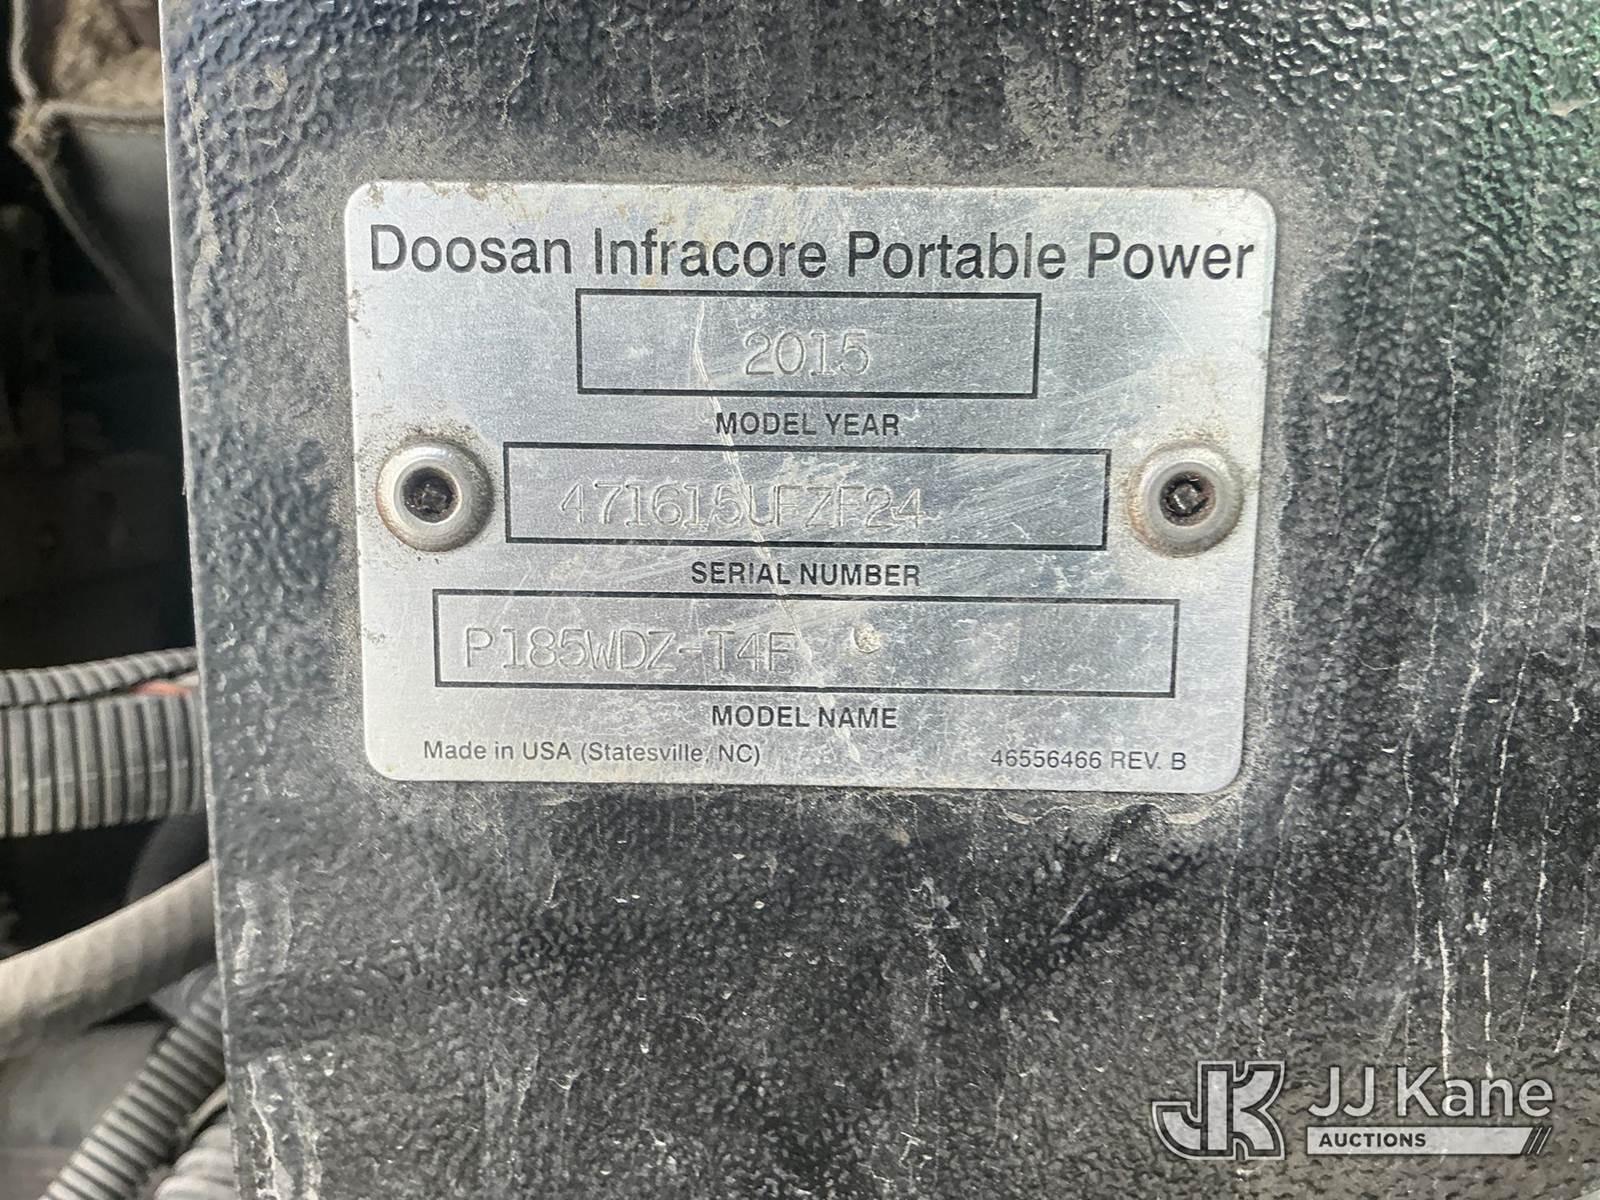 Doosan Infracore Portable Power
2015
MODEL YEAR
471615UFZF24
SERIAL NUMBER
P185WDZ-T4F
MODEL NAME
Made in USA (Statesville, NC)
46556466 REV. B
JK JJ Kane
AUCTIONS